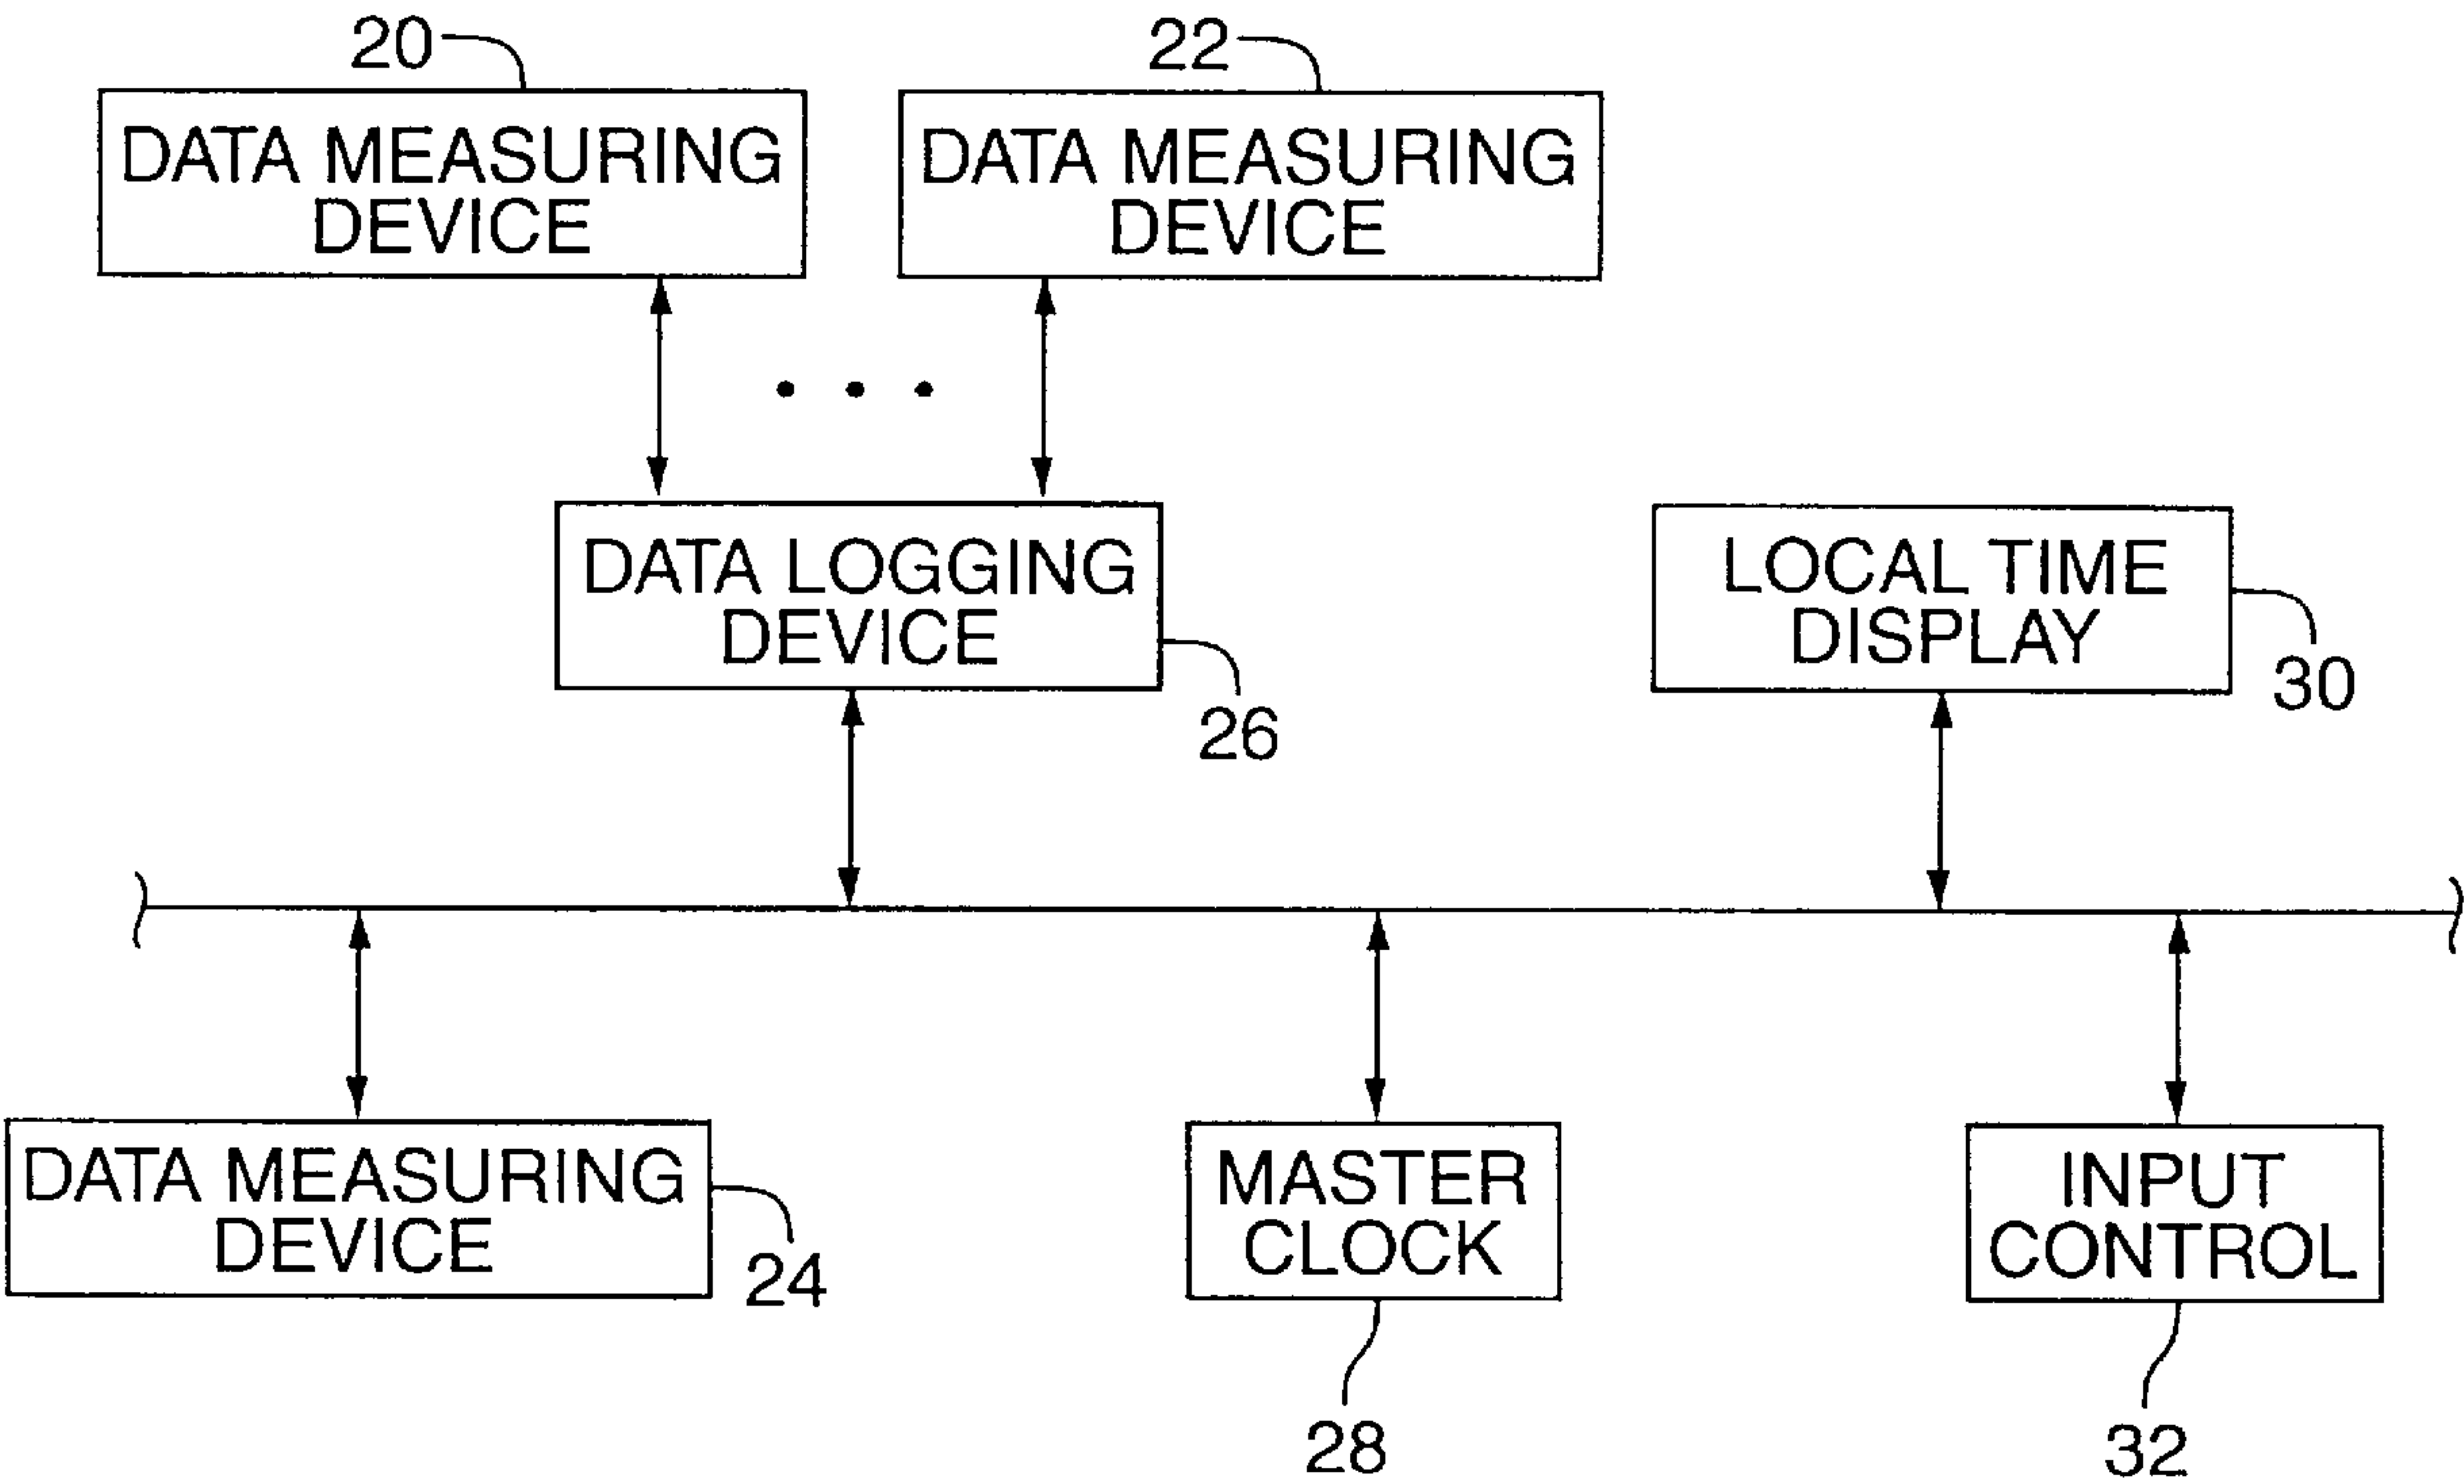 20
22
DATA MEASURING
DEVICE
DATA MEASURING
DEVICE
DATA LOGGING
DEVICE
26
LOCAL TIME
DISPLAY
30
DATA MEASURING
DEVICE
24
MASTER
CLOCK
28
INPUT
CONTROL
32